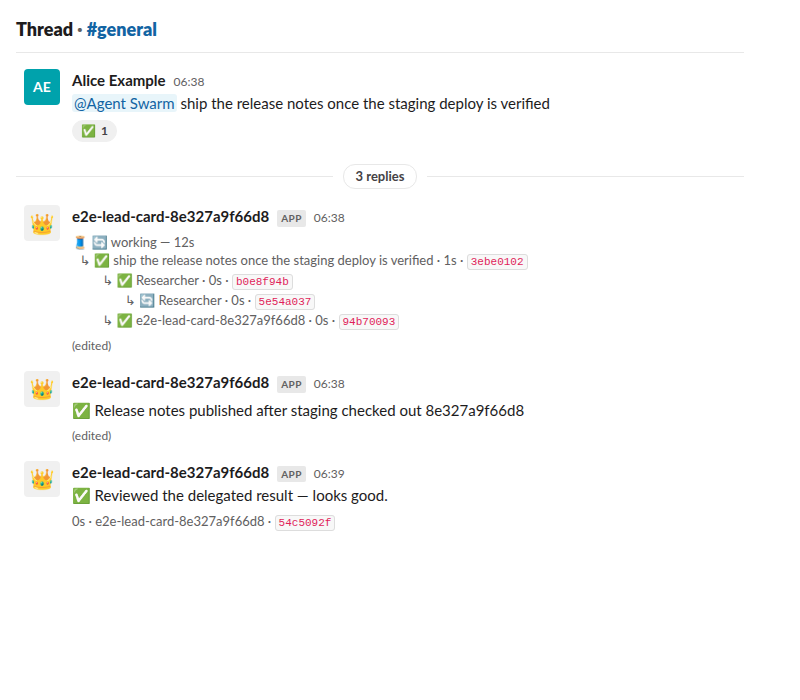 Thread · #general
AE
Alice Example 06:38
@Agent Swarm ship the release notes once the staging deploy is verified
✅ 1
3 replies
e2e-lead-card-8e327a9f66d8 APP 06:38
🧵 🔄 working — 12s
↳ ✅ ship the release notes once the staging deploy is verified · 1s · 3ebe0102
↳ ✅ Researcher · 0s · b0e8f94b
↳ 🔄 Researcher · 0s · 5e54a037
↳ ✅ e2e-lead-card-8e327a9f66d8 · 0s · 94b70093
(edited)
e2e-lead-card-8e327a9f66d8 APP 06:38
✅ Release notes published after staging checked out 8e327a9f66d8
(edited)
e2e-lead-card-8e327a9f66d8 APP 06:39
✅ Reviewed the delegated result — looks good.
0s · e2e-lead-card-8e327a9f66d8 · 54c5092f